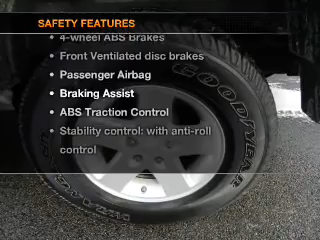 SAFETY FEATURES
• 4-wheel ABS Brakes
• Front Ventilated disc brakes
• Passenger Airbag
• Braking Assist
• ABS Traction Control
• Stability control: with anti-roll
control
GOODYEAR